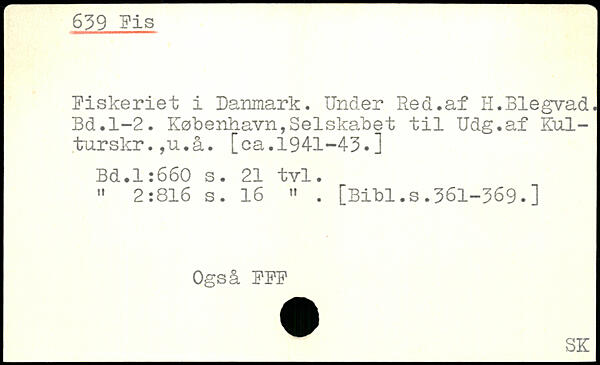 639 Fis
Fiskeriet i Danmark. Under Red.af H.Blegvad.
Bd.1-2. København,Selskabet til Udg.af Kul-
turskr.,u.å. [ca.1941-43.]
Bd.1:660 s. 21 tvl.
" 2:816 s. 16 " . [Bibl.s.361-369.]
Også FFF
SK